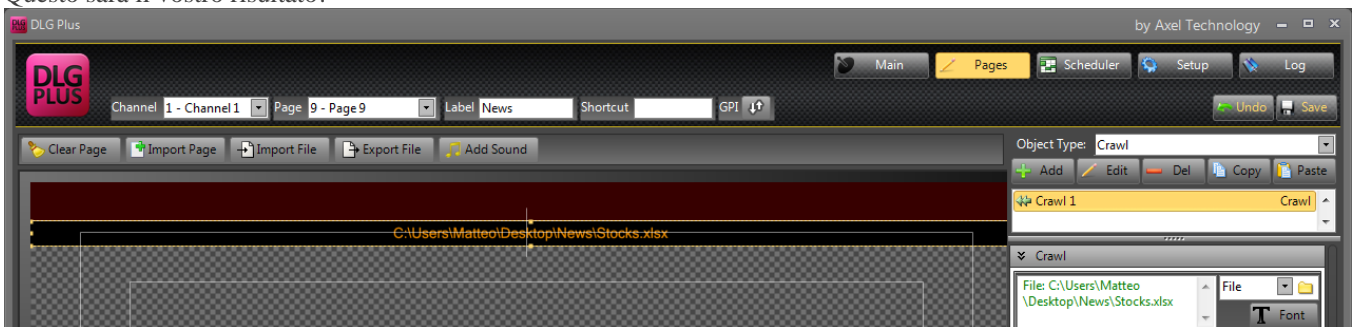 Questo sarà il vostro risultato:
DLG Plus by Axel Technology
DLG PLUS
Main Pages Scheduler Setup Log
Channel 1 - Channel 1 Page 9 - Page 9 Label News Shortcut GPI
Undo Save
Clear Page Import Page Import File Export File Add Sound
Object Type: Crawl
Add Edit Del Copy Paste
Crawl 1 Crawl
C:\Users\Matteo\Desktop\News\Stocks.xlsx
Crawl
File: C:\Users\Matteo
\Desktop\News\Stocks.xlsx
File
Font